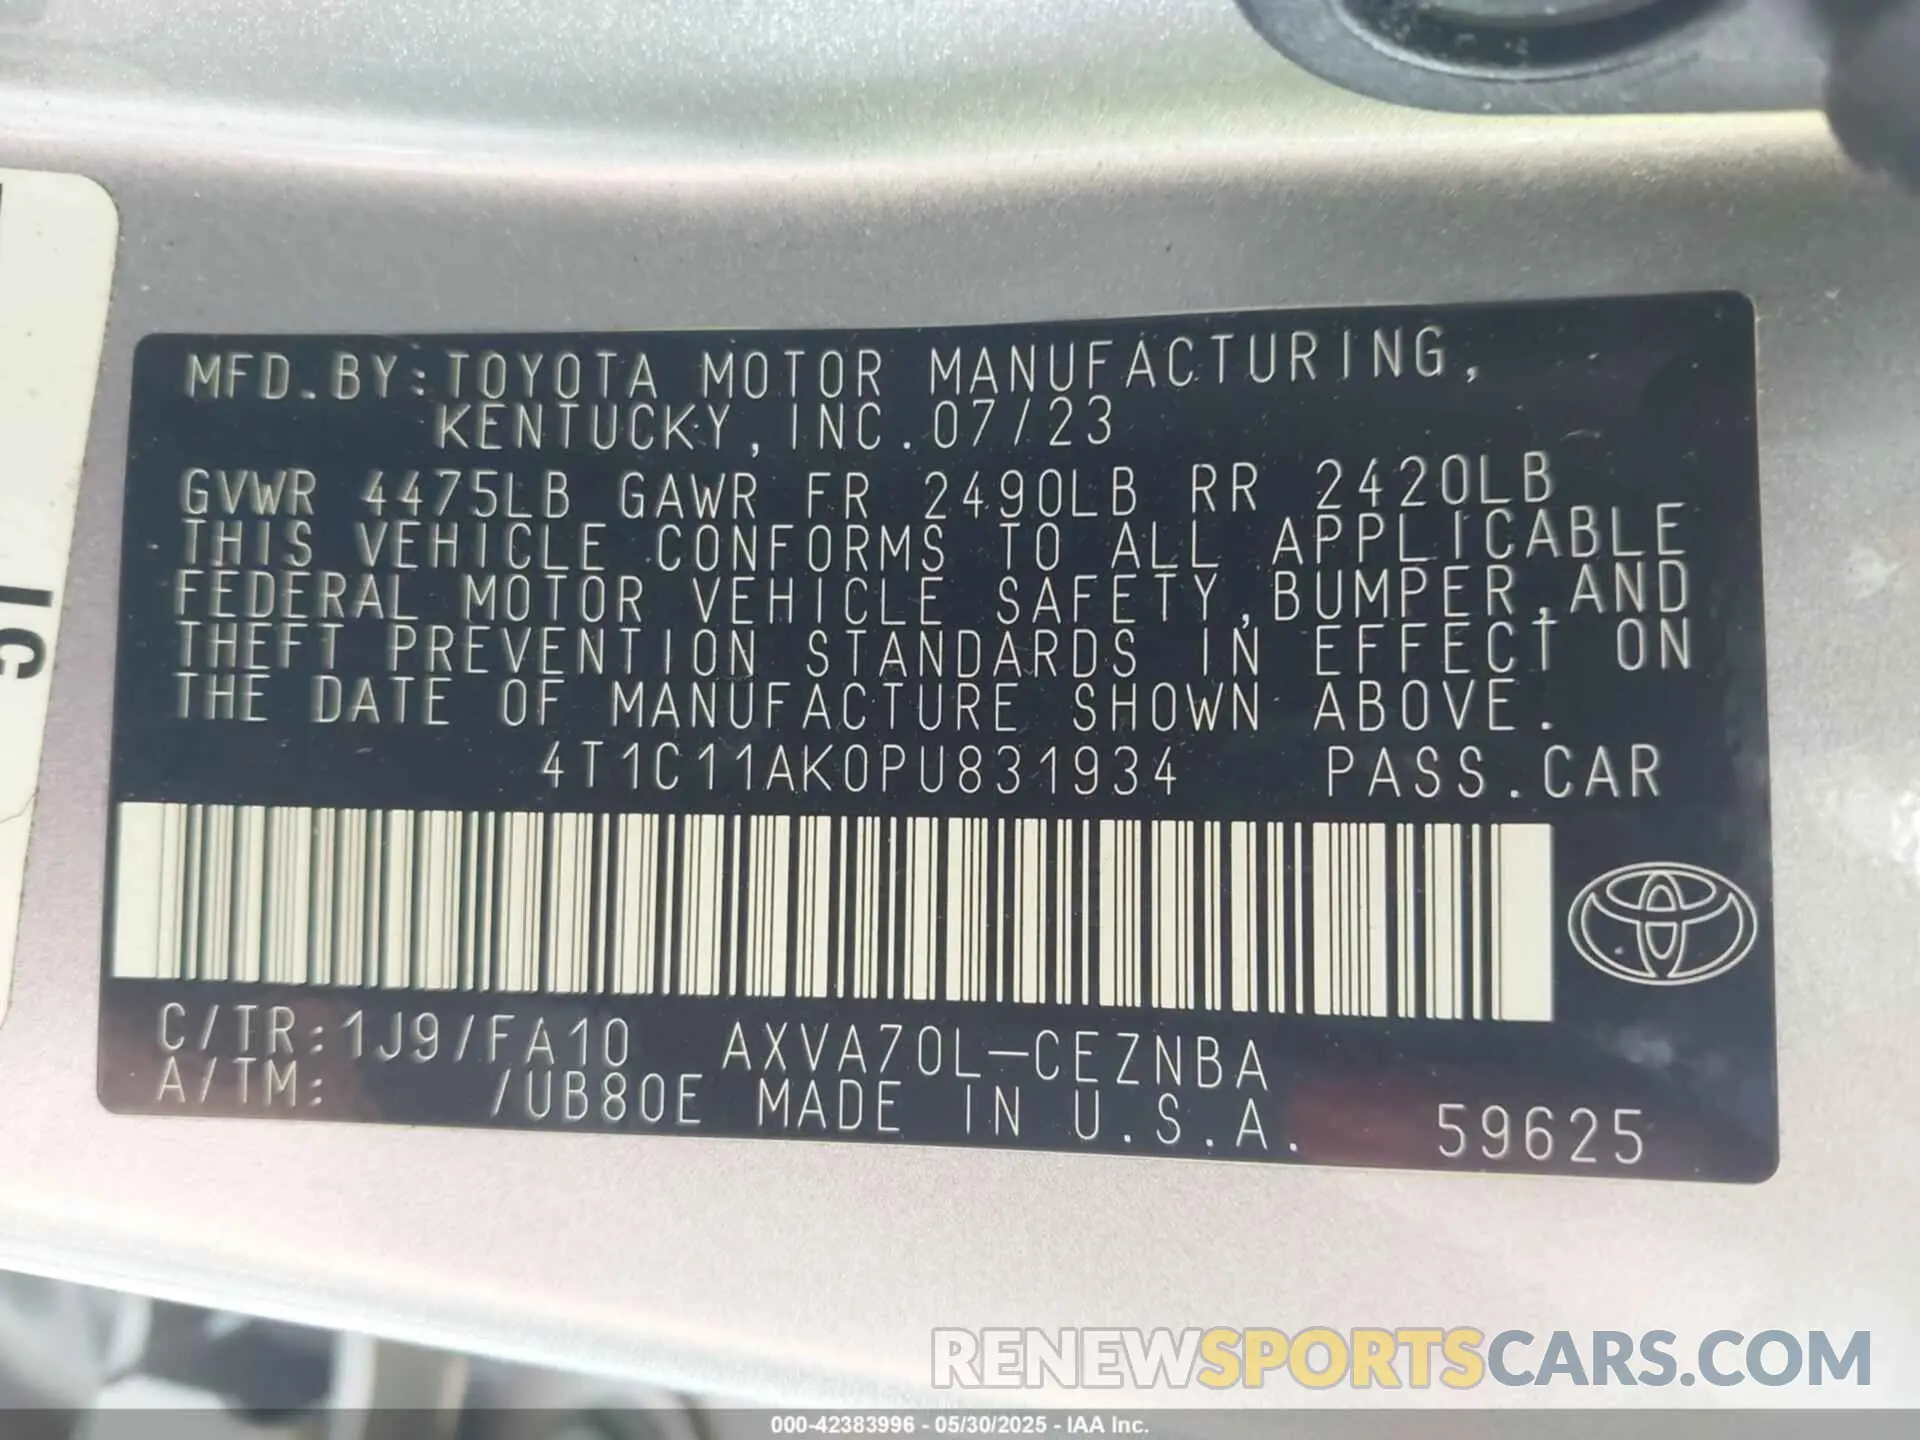 MFD.BY:TOYOTA MOTOR MANUFACTURING,
KENTUCKY,INC.07/23
GVWR 4475LB GAWR FR 2490LB RR 2420LB
THIS VEHICLE CONFORMS TO ALL APPLICABLE
FEDERAL MOTOR VEHICLE SAFETY,BUMPER,AND
THEFT PREVENTION STANDARDS IN EFFECT ON
THE DATE OF MANUFACTURE SHOWN ABOVE.
4T1C11AK0PU831934 PASS.CAR
C/TR:1J9/FA10 AXVA70L-CEZNBA
A/TM: /UB80E MADE IN U.S.A. 59625
RENEWSPORTSCARS.COM
000-42383996 - 05/30/2025 - IAA Inc.